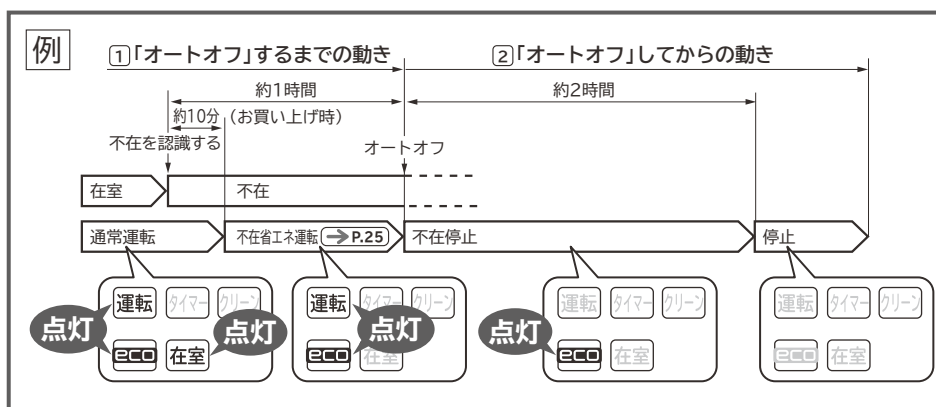 例
1「オートオフ」するまでの動き
2「オートオフ」してからの動き
約1時間
約2時間
約10分
(お買い上げ時)
不在を認識する
オートオフ
在室
不在
通常運転
不在省エネ運転 → P.25
不在停止
停止
運転 タイマー クリーン
点灯 点灯
eco 在室
運転 タイマー クリーン
点灯
eco 在室
運転 タイマー クリーン
点灯
eco 在室
運転 タイマー クリーン
eco 在室